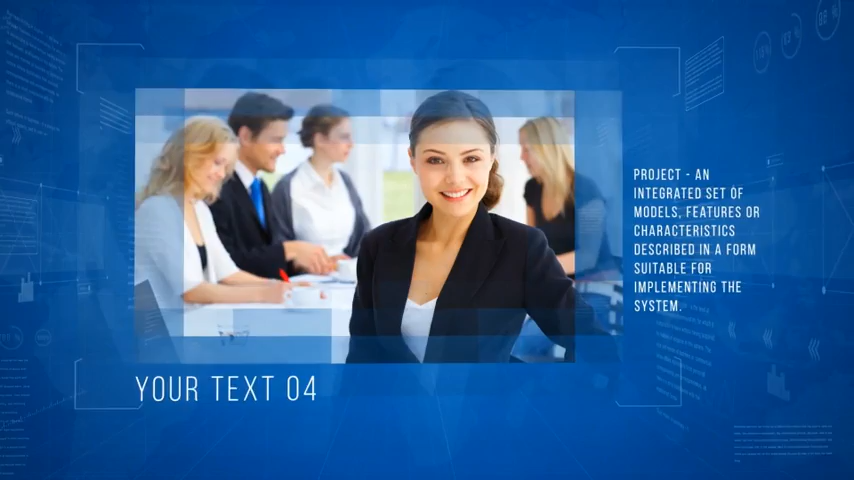 PROJECT - AN
INTEGRATED SET OF
MODELS, FEATURES OR
CHARACTERISTICS
DESCRIBED IN A FORM
SUITABLE FOR
IMPLEMENTING THE
SYSTEM.
YOUR TEXT 04